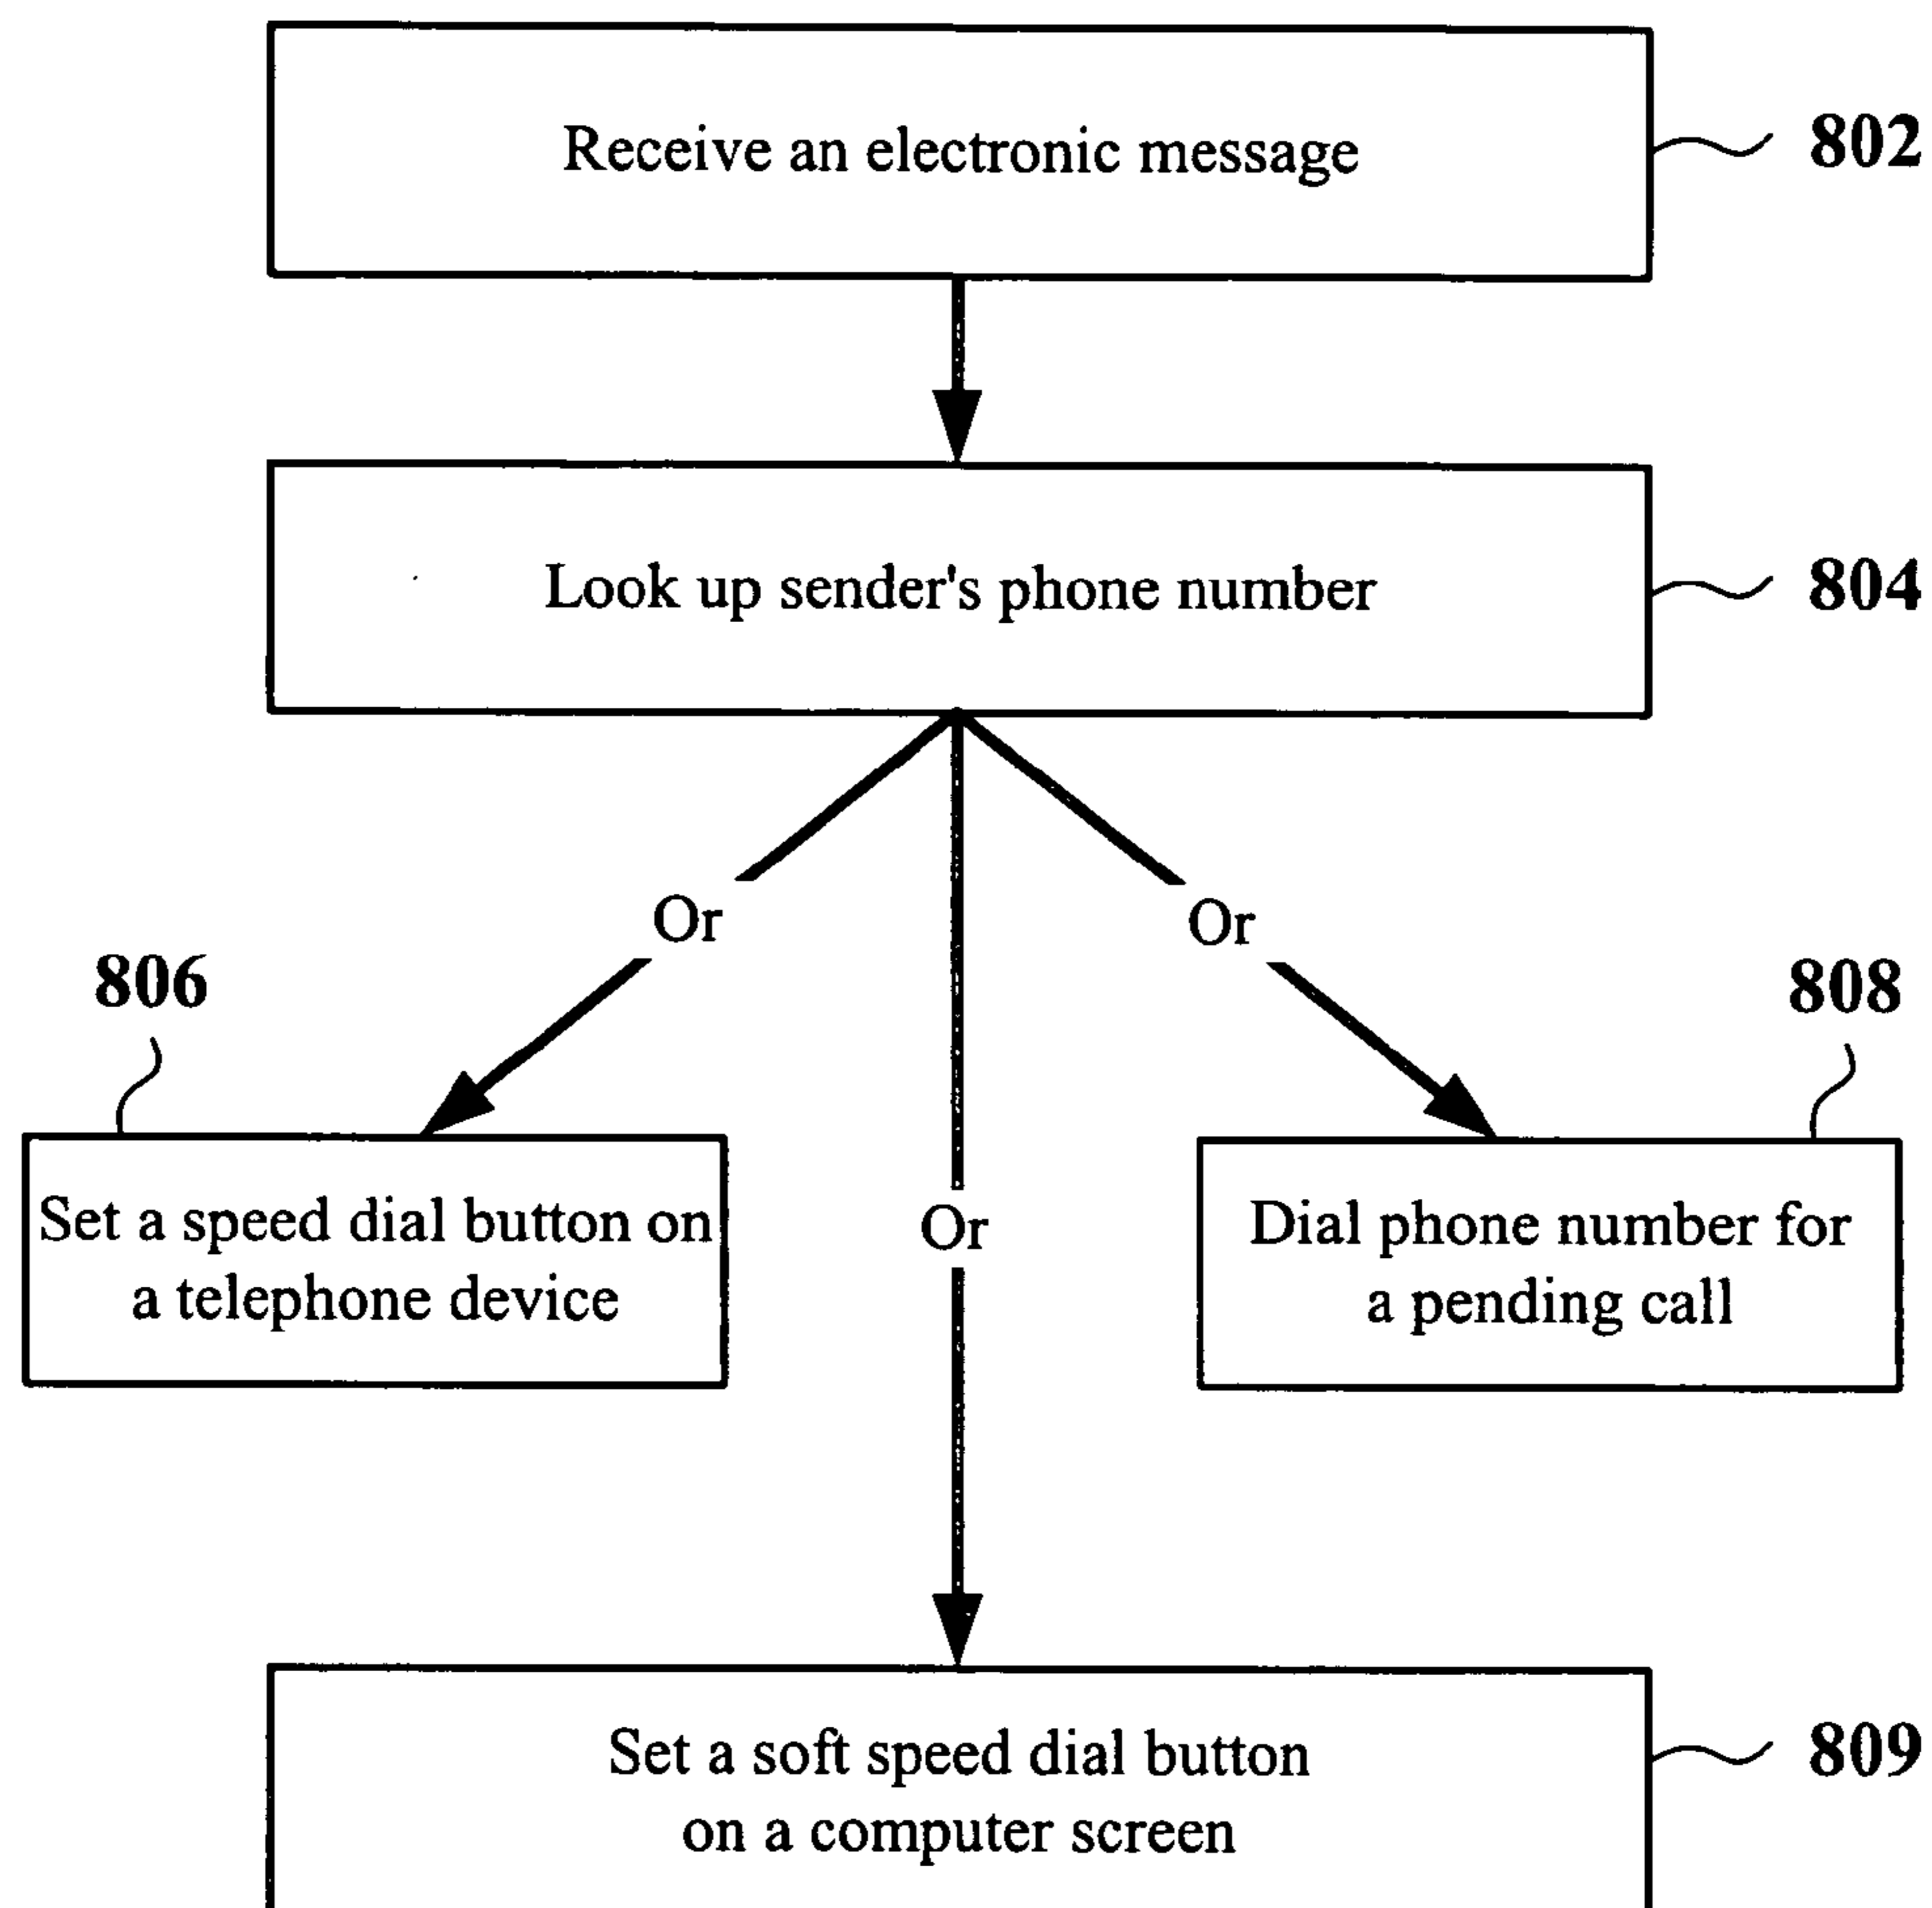 Receive an electronic message
802
Look up sender's phone number
804
Or
Or
806
808
Set a speed dial button on
a telephone device
Or
Dial phone number for
a pending call
Set a soft speed dial button
on a computer screen
809